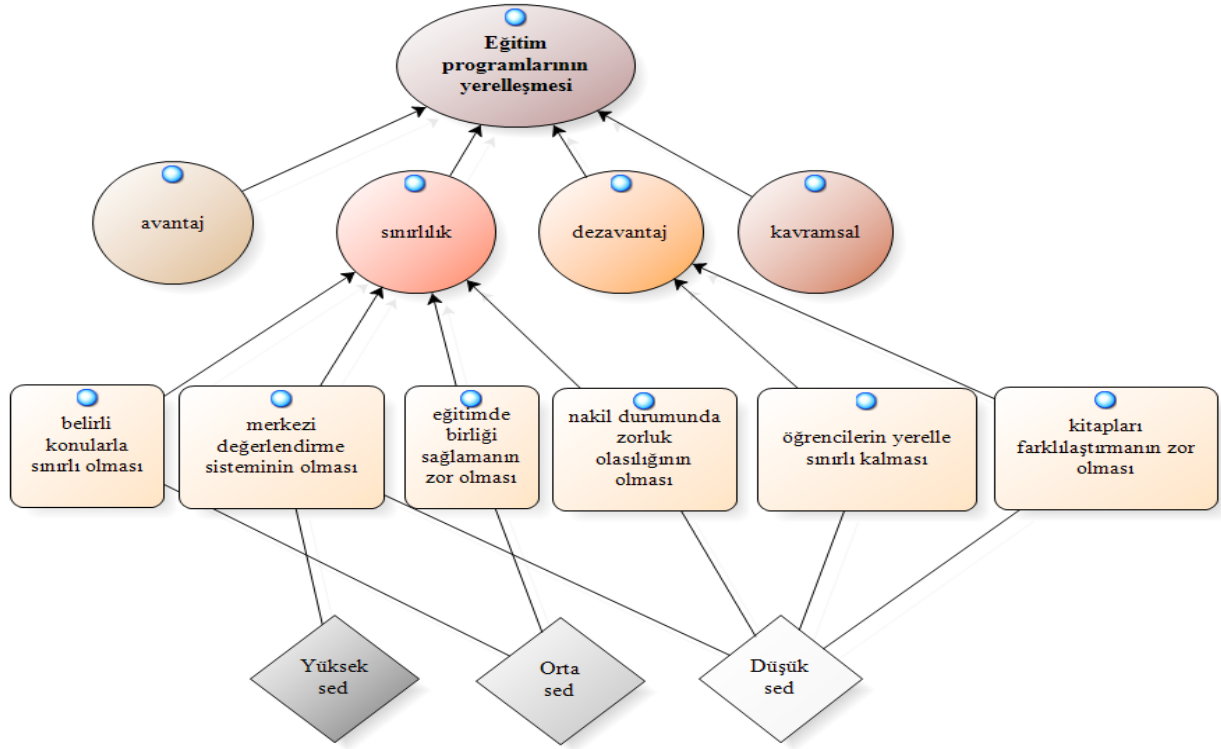 Eğitim
programlarının
yerelleşmesi
avantaj
sınırlılık
dezavantaj
kavramsal
belirli
konularla
sınırlı olması
merkezi
değerlendirme
sisteminin olması
eğitimde
birliği
sağlamanın
zor olması
nakil durumunda
zorluk
olasılığının
olması
öğrencilerin yerelle
sınırlı kalması
kitapları
farklılaştırmanın zor
olması
Yüksek
sed
Orta
sed
Düşük
sed